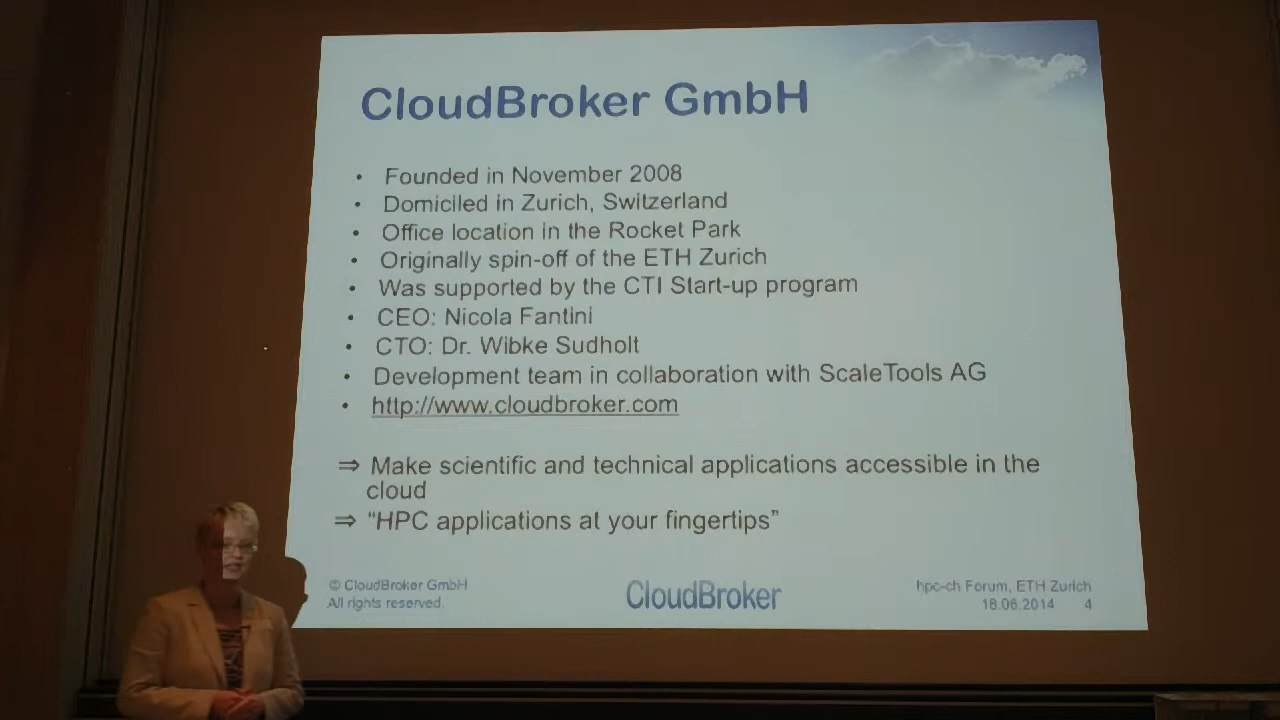 CloudBroker GmbH
• Founded in November 2008
• Domiciled in Zurich, Switzerland
• Office location in the Rocket Park
• Originally spin-off of the ETH Zurich
• Was supported by the CTI Start-up program
• CEO: Nicola Fantini
• CTO: Dr. Wibke Sudholt
• Development team in collaboration with ScaleTools AG
• http://www.cloudbroker.com
⇒ Make scientific and technical applications accessible in the
cloud
⇒ “HPC applications at your fingertips”
© CloudBroker GmbH
All rights reserved.
CloudBroker
hpc-ch Forum, ETH Zurich
18.06.2014 4